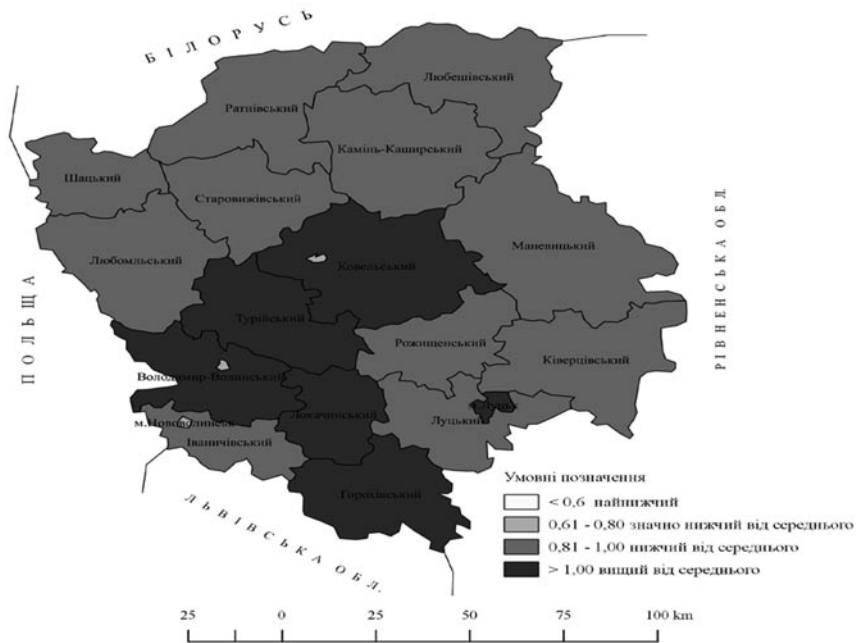 БІЛОРУСЬ
Любешівський
Ратнівський
Камінь-Каширський
Шацький
Старовижівський
РІВНЕНСЬКА ОБЛ.
Маневицький
Любомльський
Ковельський
ПОЛЬЩА
Турійський
Рожищенський
Ківерцівський
Володимир-Волинський
Локачинський
м.Луцьк
м.Нововолинськ
Луцький
Іваничівський
Горохівський
ЛЬВІВСЬКА ОБЛ.
Умовні позначення
< 0,6 найнижчий
0,61 - 0,80 значно нижчий від середнього
0,81 - 1,00 нижчий від середнього
> 1,00 вищий від середнього
25 0 25 50 75 100 km